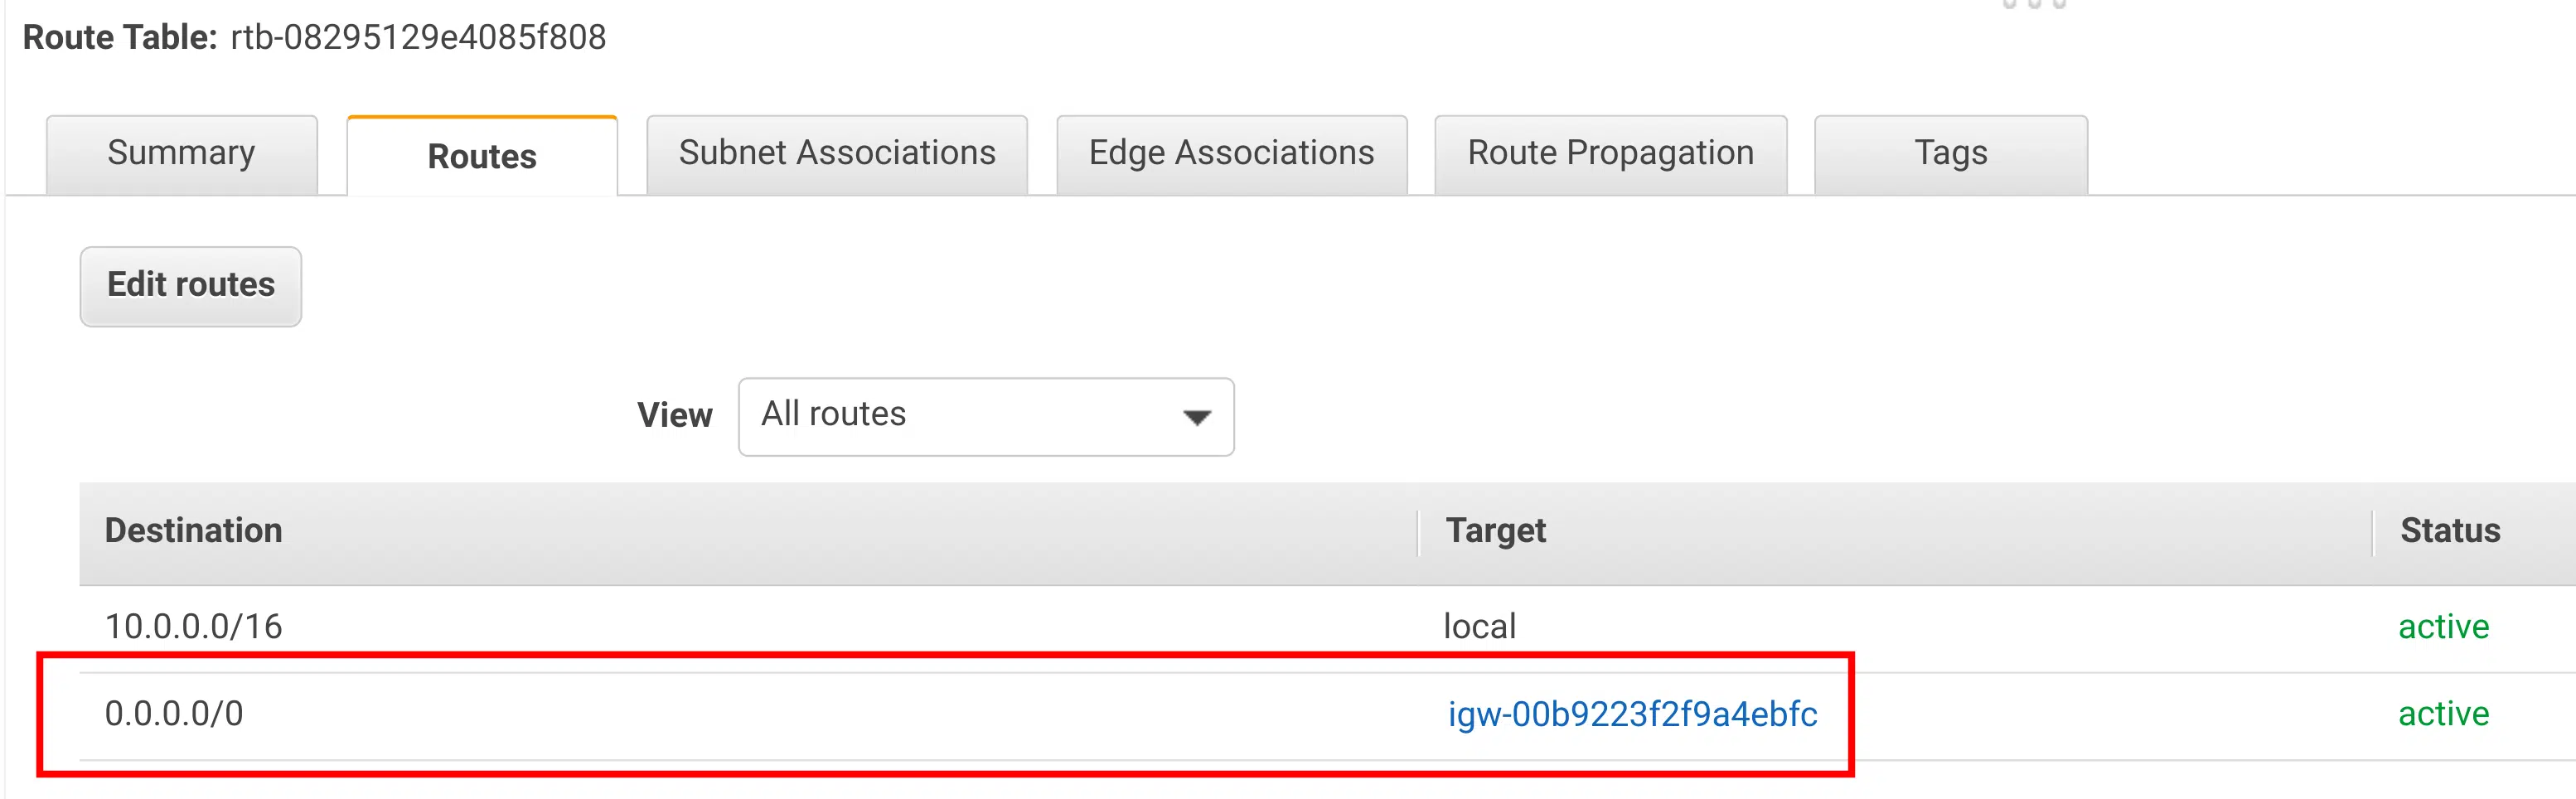 Route Table: rtb-08295129e4085f808
Summary Routes Subnet Associations Edge Associations Route Propagation Tags
Edit routes
View All routes
Destination Target Status
10.0.0.0/16 local active
0.0.0.0/0 igw-00b9223f2f9a4ebfc active